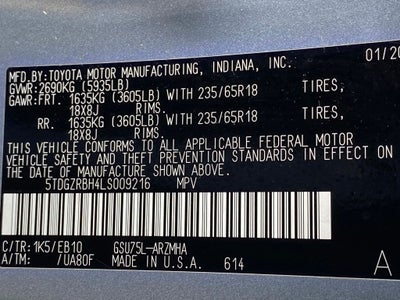 MFD.BY:TOYOTA MOTOR MANUFACTURING, INDIANA, INC. 01/20
GVWR:2690KG (5935LB)
GAWR:FRT. 1635KG (3605LB) WITH 235/65R18 TIRES,
18X8J RIMS.
RR. 1635KG (3605LB) WITH 235/65R18 TIRES,
18X8J RIMS.
THIS VEHICLE CONFORMS TO ALL APPLICABLE FEDERAL MOTOR
VEHICLE SAFETY AND THEFT PREVENTION STANDARDS IN EFFECT ON
THE DATE OF MANUFACTURE SHOWN ABOVE.
5TDGZRBH4LS009216 MPV
C/TR:1K5/EB10 GSU75L-ARZMHA
A/TM: /UA80F MADE IN U.S.A. 614 A